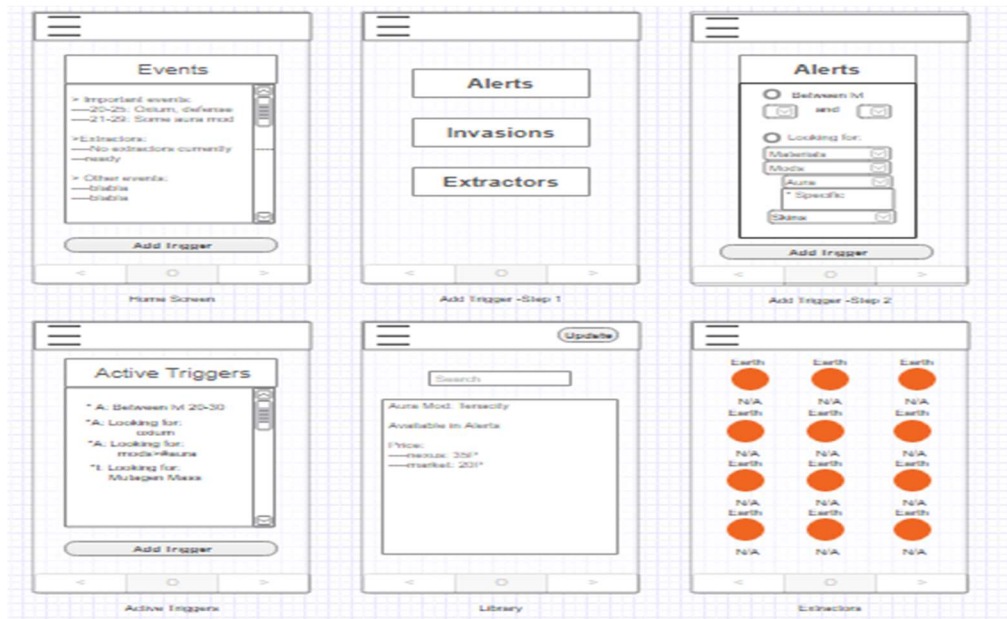 Events
> Important events:
----20-25: Oxium, defense
----21-29: Some aura mod
>Extractors:
----No extractors currently
----ready
> Other events:
----blabla
----blabla
Add Trigger
< O >
Home Screen
Alerts
Invasions
Extractors
< O >
Add Trigger -Step 1
Alerts
Between lvl
and
Looking for:
Materials
Mods
Aura
* Specific
Skins
Add Trigger
< O >
Add Trigger -Step 2
Active Triggers
* A: Between lvl 20-30
*A: Looking for:
oxium
*A: Looking for:
mods>#aura
*I: Looking for:
Mutagen Mass
Add Trigger
< O >
Active Triggers
Update
Search
Aura Mod: Tenacity
Available in Alerts
Price:
----nexus: 35P
----market: 20P
< O >
Library
Earth Earth Earth
N/A N/A N/A
Earth Earth Earth
N/A N/A N/A
Earth Earth Earth
N/A N/A N/A
Earth Earth Earth
N/A N/A N/A
< O >
Extractors